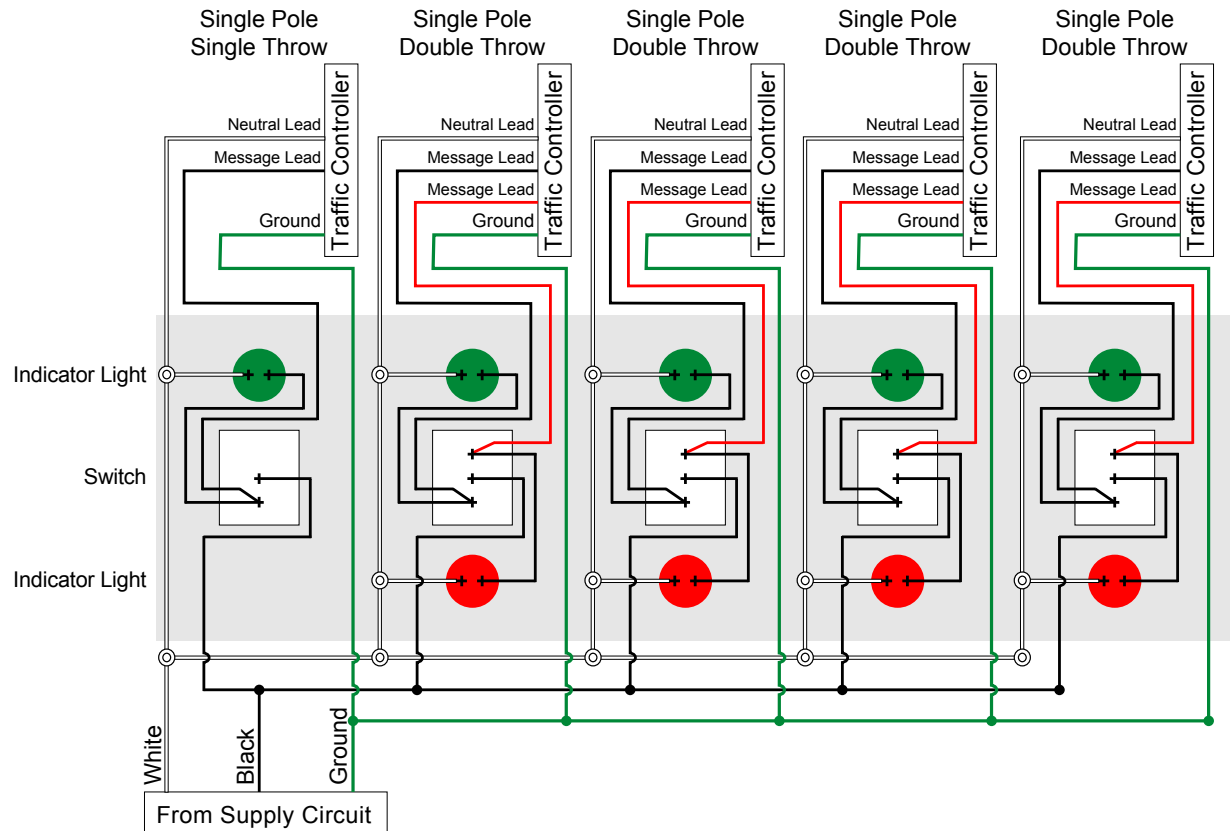 Single Pole
Single Throw
Single Pole
Double Throw
Single Pole
Double Throw
Single Pole
Double Throw
Single Pole
Double Throw
Neutral Lead
Message Lead
Ground
Traffic Controller
Neutral Lead
Message Lead
Message Lead
Ground
Traffic Controller
Neutral Lead
Message Lead
Message Lead
Ground
Traffic Controller
Neutral Lead
Message Lead
Message Lead
Ground
Traffic Controller
Neutral Lead
Message Lead
Message Lead
Ground
Traffic Controller
Indicator Light
Switch
Indicator Light
White
Black
Ground
From Supply Circuit